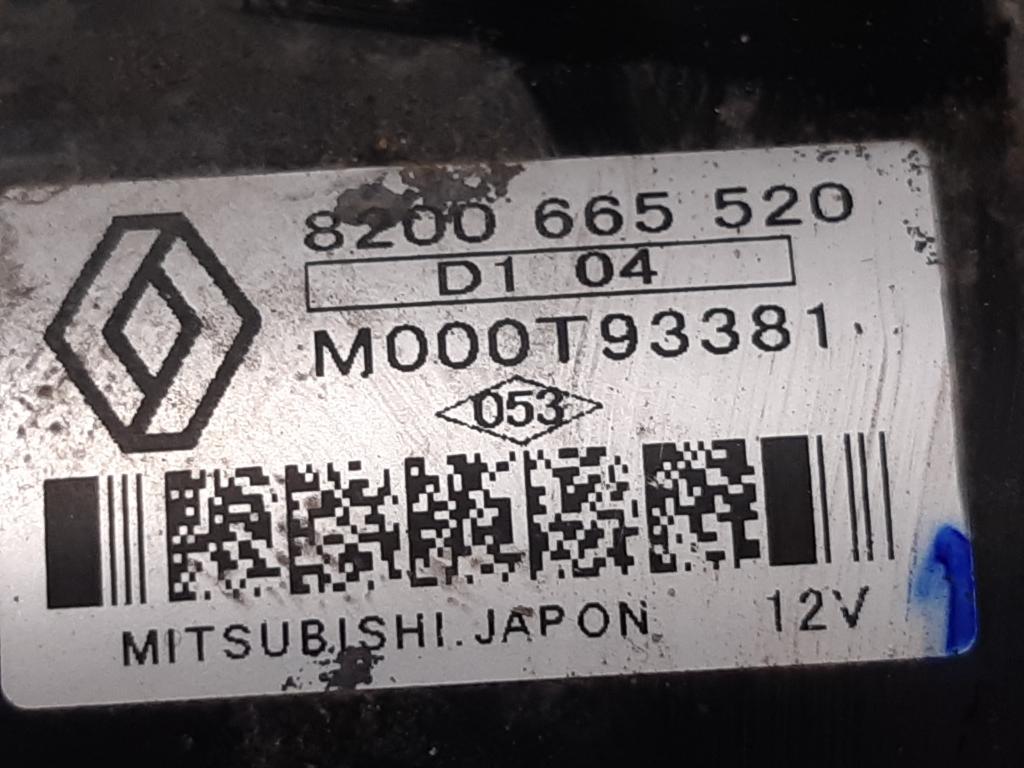 8200 665 520
D1 04
M000T93381
053
MITSUBISHI.JAPON 12V